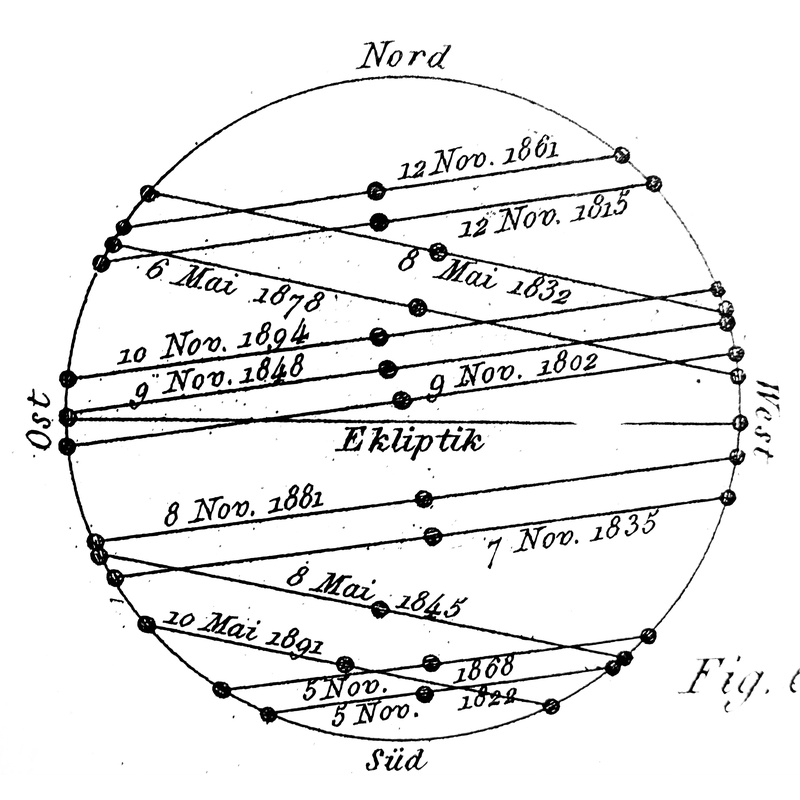 Nord
12 Nov. 1861
12 Nov. 1815
8 Mai 1832
6 Mai 1878
10 Nov. 1894
9 Nov. 1848
9 Nov. 1802
Ost
West
Ekliptik
8 Nov. 1881
7 Nov. 1835
8 Mai 1845
10 Mai 1891
5 Nov. 1868
5 Nov. 1822
Fig.
Süd